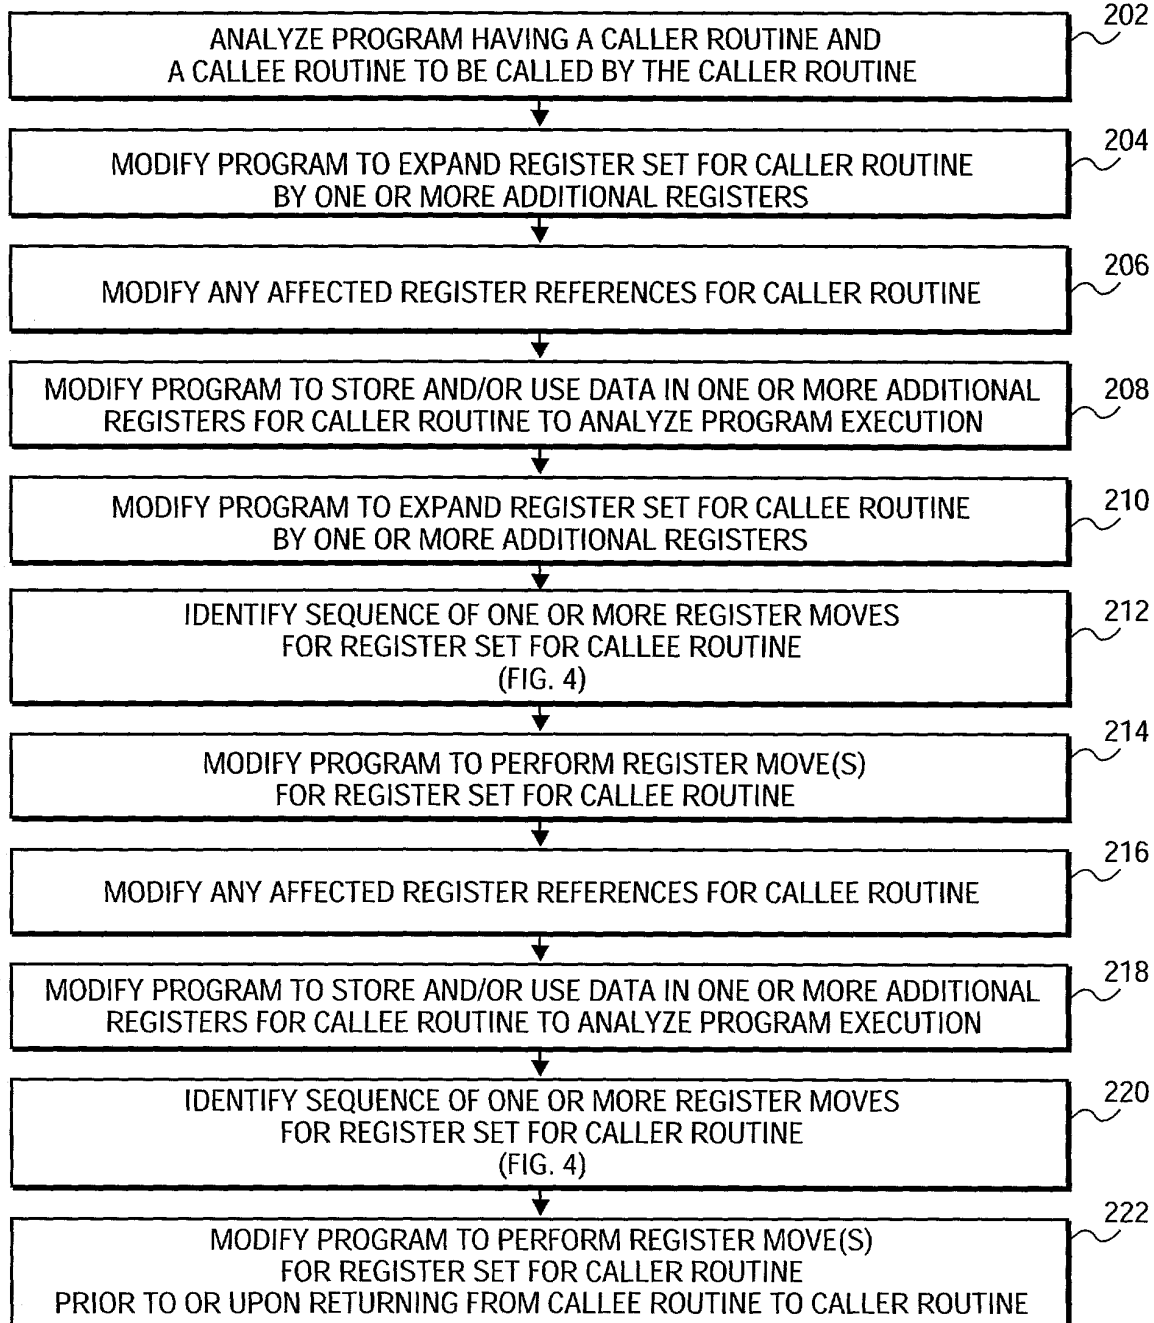 202
ANALYZE PROGRAM HAVING A CALLER ROUTINE AND
A CALLEE ROUTINE TO BE CALLED BY THE CALLER ROUTINE
204
MODIFY PROGRAM TO EXPAND REGISTER SET FOR CALLER ROUTINE
BY ONE OR MORE ADDITIONAL REGISTERS
206
MODIFY ANY AFFECTED REGISTER REFERENCES FOR CALLER ROUTINE
208
MODIFY PROGRAM TO STORE AND/OR USE DATA IN ONE OR MORE ADDITIONAL
REGISTERS FOR CALLER ROUTINE TO ANALYZE PROGRAM EXECUTION
210
MODIFY PROGRAM TO EXPAND REGISTER SET FOR CALLEE ROUTINE
BY ONE OR MORE ADDITIONAL REGISTERS
212
IDENTIFY SEQUENCE OF ONE OR MORE REGISTER MOVES
FOR REGISTER SET FOR CALLEE ROUTINE
(FIG. 4)
214
MODIFY PROGRAM TO PERFORM REGISTER MOVE(S)
FOR REGISTER SET FOR CALLEE ROUTINE
216
MODIFY ANY AFFECTED REGISTER REFERENCES FOR CALLEE ROUTINE
218
MODIFY PROGRAM TO STORE AND/OR USE DATA IN ONE OR MORE ADDITIONAL
REGISTERS FOR CALLEE ROUTINE TO ANALYZE PROGRAM EXECUTION
220
IDENTIFY SEQUENCE OF ONE OR MORE REGISTER MOVES
FOR REGISTER SET FOR CALLER ROUTINE
(FIG. 4)
222
MODIFY PROGRAM TO PERFORM REGISTER MOVE(S)
FOR REGISTER SET FOR CALLER ROUTINE
PRIOR TO OR UPON RETURNING FROM CALLEE ROUTINE TO CALLER ROUTINE